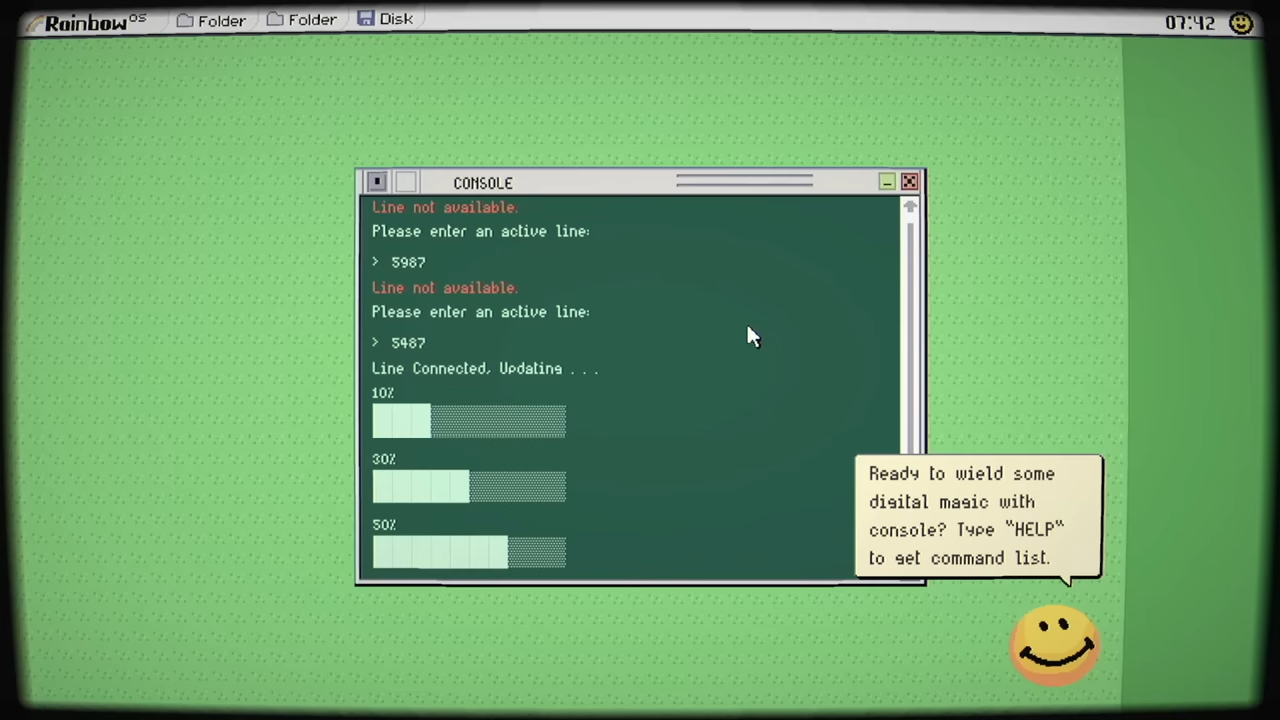 RainbowOS Folder Folder Disk 07:42
CONSOLE
Line not available.
Please enter an active line:
> 5987
Line not available.
Please enter an active line:
> 5487
Line Connected, Updating . . .
10%
30%
50%
Ready to wield some
digital magic with
console? Type "HELP"
to get command list.